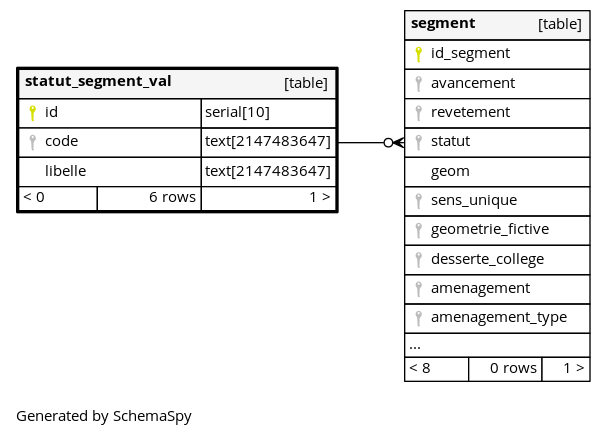 statut_segment_val [table]
id serial[10]
code text[2147483647]
libelle text[2147483647]
< 0 6 rows 1 >
segment [table]
id_segment
avancement
revetement
statut
geom
sens_unique
geometrie_fictive
desserte_college
amenagement
amenagement_type
...
< 8 0 rows 1 >
Generated by SchemaSpy